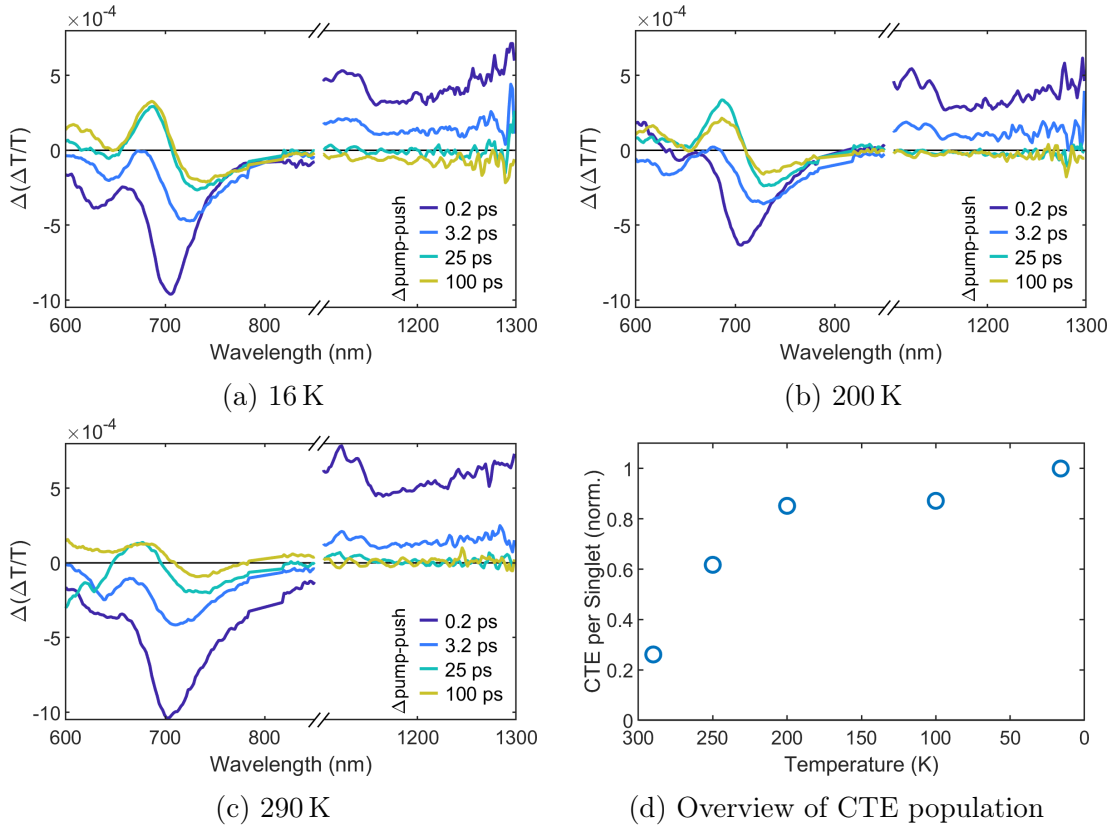 ×10⁻⁴
5
0
-5
-10
Δ(ΔT/T)
600 700 800 1200 1300
Wavelength (nm)
Δpump-push
0.2 ps
3.2 ps
25 ps
100 ps
(a) 16 K
×10⁻⁴
5
0
-5
-10
Δ(ΔT/T)
600 700 800 1200 1300
Wavelength (nm)
Δpump-push
0.2 ps
3.2 ps
25 ps
100 ps
(b) 200 K
×10⁻⁴
5
0
-5
-10
Δ(ΔT/T)
600 700 800 1200 1300
Wavelength (nm)
Δpump-push
0.2 ps
3.2 ps
25 ps
100 ps
(c) 290 K
1
0.8
0.6
0.4
0.2
0
CTE per Singlet (norm.)
300 250 200 150 100 50 0
Temperature (K)
(d) Overview of CTE population